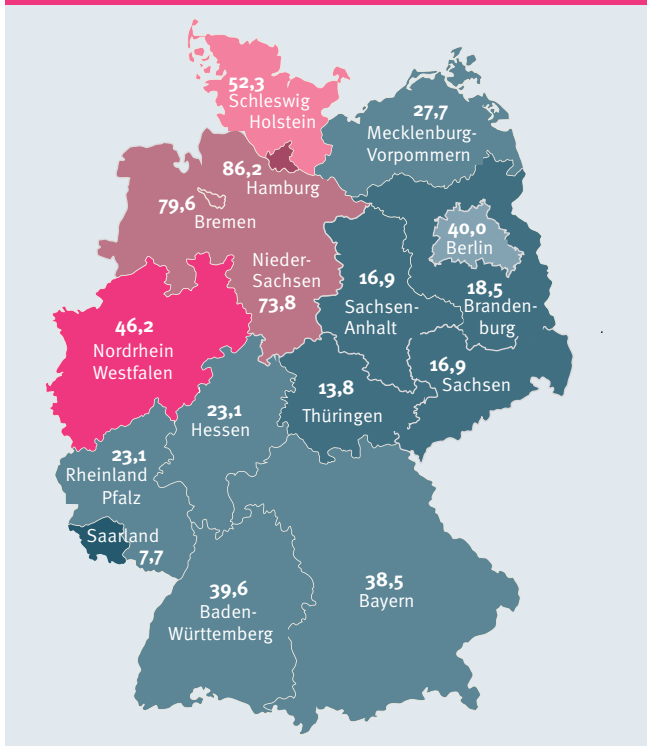 52,3
Schleswig
Holstein
27,7
Mecklenburg-
Vorpommern
86,2
Hamburg
79,6
Bremen
40,0
Berlin
Nieder-
Sachsen
73,8
16,9
Sachsen-
Anhalt
18,5
Branden-
burg
46,2
Nordrhein
Westfalen
16,9
Sachsen
13,8
Thüringen
23,1
Hessen
23,1
Rheinland
Pfalz
Saarland
7,7
39,6
Baden-
Württemberg
38,5
Bayern